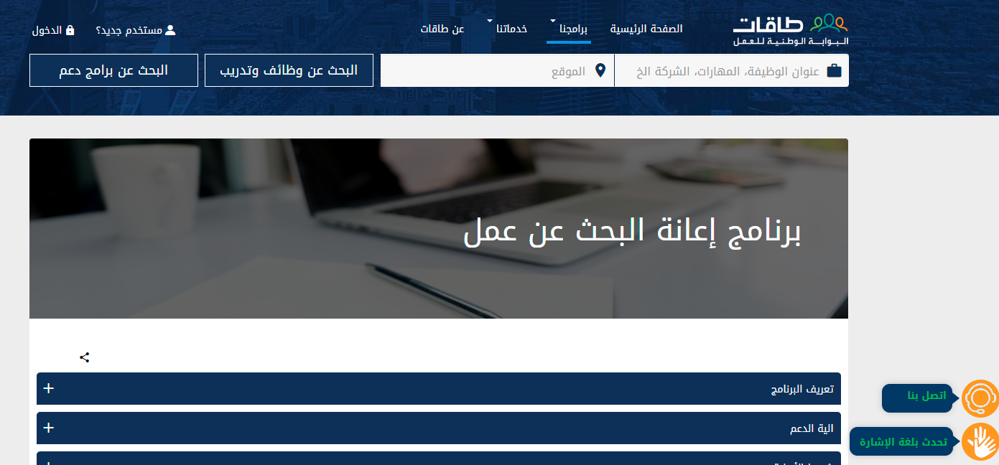 طاقات
البوابة الوطنية للعمل
الصفحة الرئيسية
برامجنا
خدماتنا
عن طاقات
مستخدم جديد؟
الدخول
عنوان الوظيفة، المهارات، الشركة الخ
الموقع
البحث عن وظائف وتدريب
البحث عن برامج دعم
برنامج إعانة البحث عن عمل
تعريف البرنامج
الية الدعم
اتصل بنا
تحدث بلغة الإشارة